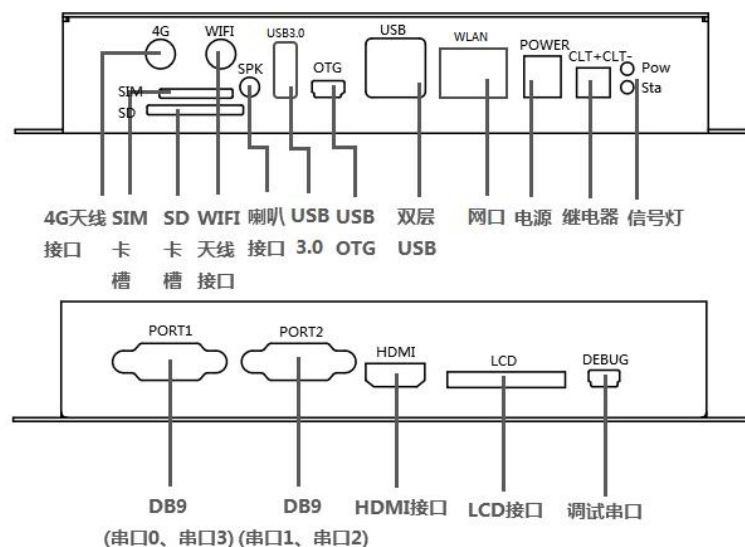 4G WIFI USB3.0 USB WLAN
POWER
SPK OTG CLT+CLT- Pow
SIM Sta
SD
4G天线 SIM SD WIFI 喇叭 USB USB 双层 网口 电源 继电器 信号灯
接口 卡 卡 天线 接口 3.0 OTG USB
槽 槽 接口
PORT1 PORT2
HDMI LCD DEBUG
DB9 DB9 HDMI接口 LCD接口 调试串口
(串口0、串口3) (串口1、串口2)